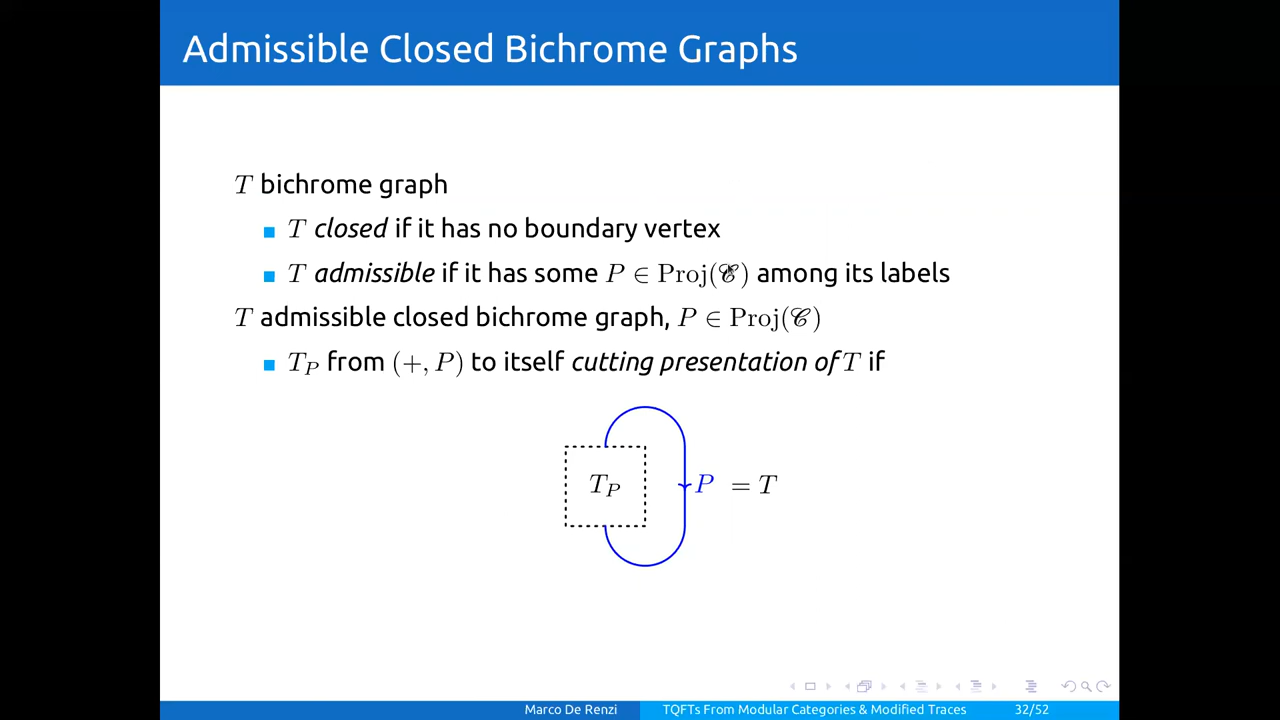 Admissible Closed Bichrome Graphs
T bichrome graph
T closed if it has no boundary vertex
T admissible if it has some P ∈ Proj(𝒞) among its labels
T admissible closed bichrome graph, P ∈ Proj(𝒞)
T_P from (+, P) to itself cutting presentation of T if
T_P P = T
Marco De Renzi TQFTs From Modular Categories & Modified Traces 32/52